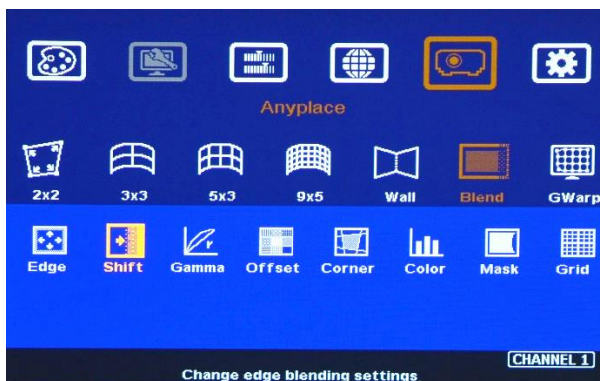 Anyplace
2x2 3x3 5x3 9x5 Wall Blend GWarp
Edge Shift Gamma Offset Corner Color Mask Grid
CHANNEL 1
Change edge blending settings